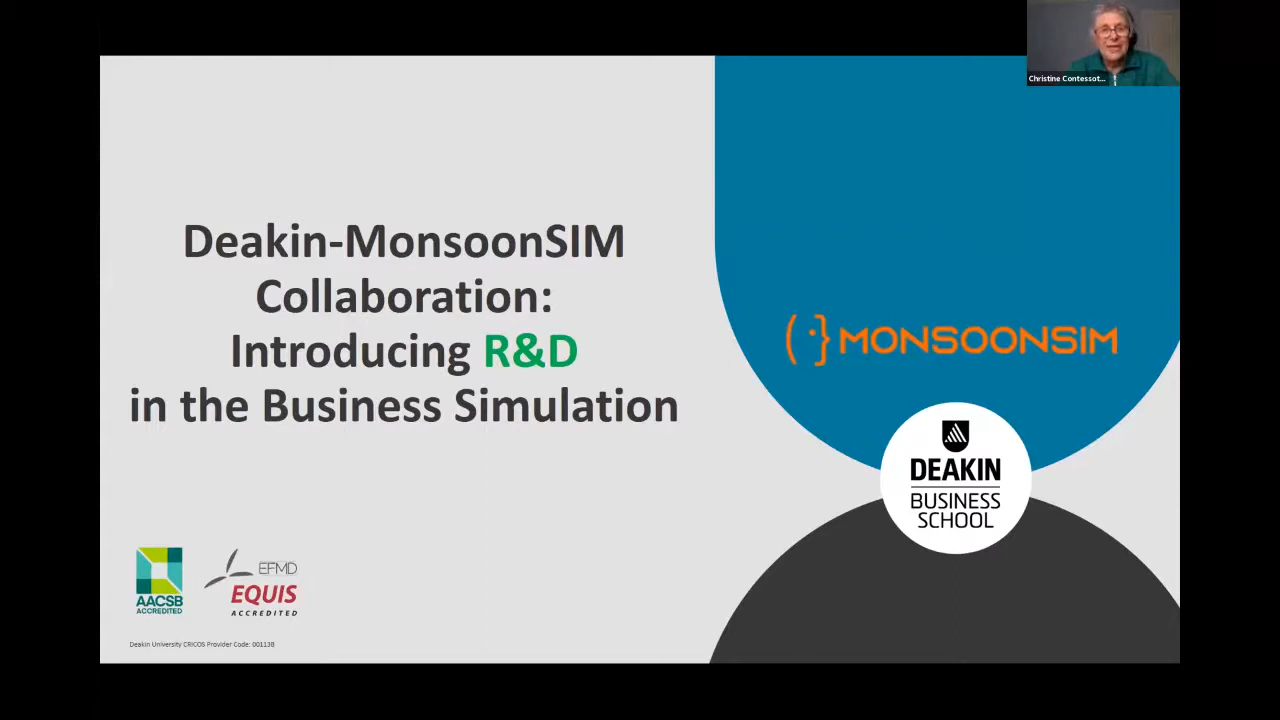 Christine Contessot...
Deakin-MonsoonSIM
Collaboration:
Introducing R&D
in the Business Simulation
MONSOONSIM
DEAKIN
BUSINESS
SCHOOL
AACSB
ACCREDITED
EFMD
EQUIS
ACCREDITED
Deakin University CRICOS Provider Code: 00113B